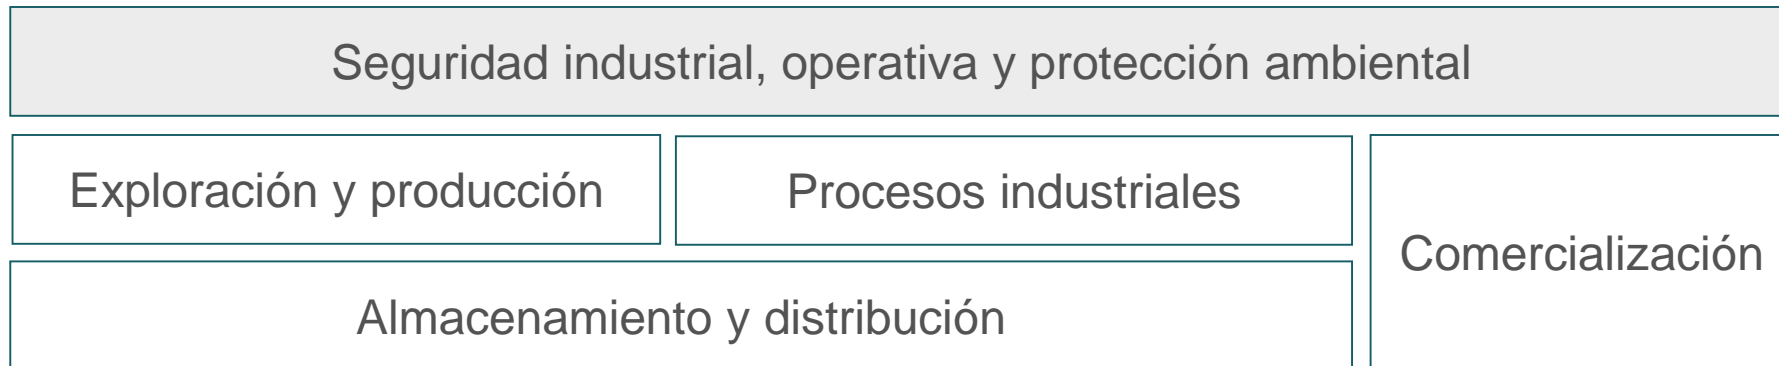 Seguridad industrial, operativa y protección ambiental
Exploración y producción
Procesos industriales
Comercialización
Almacenamiento y distribución